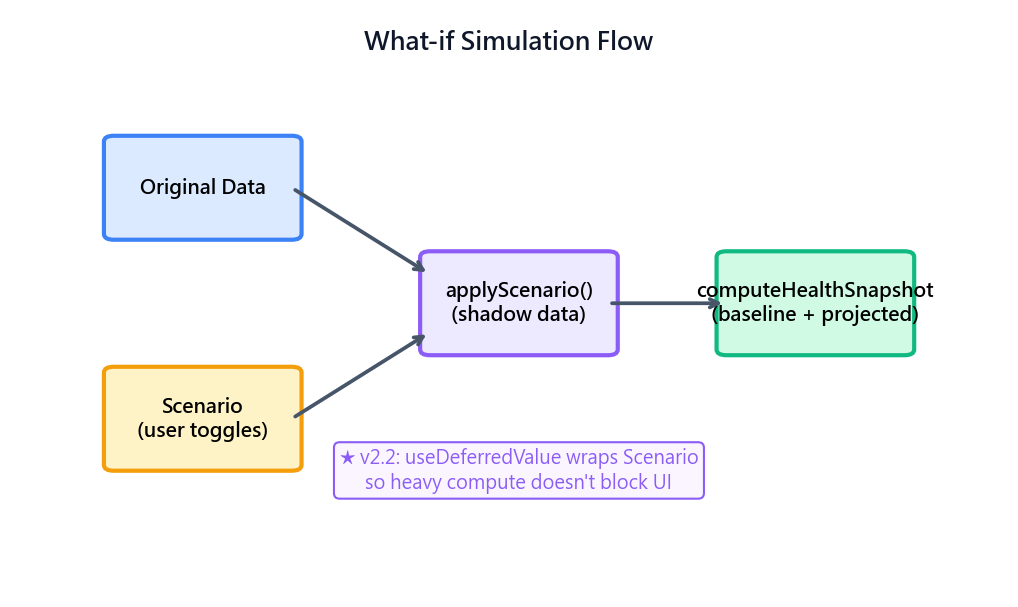 What-if Simulation Flow
Original Data
applyScenario()
(shadow data)
computeHealthSnapshot
(baseline + projected)
Scenario
(user toggles)
★ v2.2: useDeferredValue wraps Scenario
so heavy compute doesn't block UI